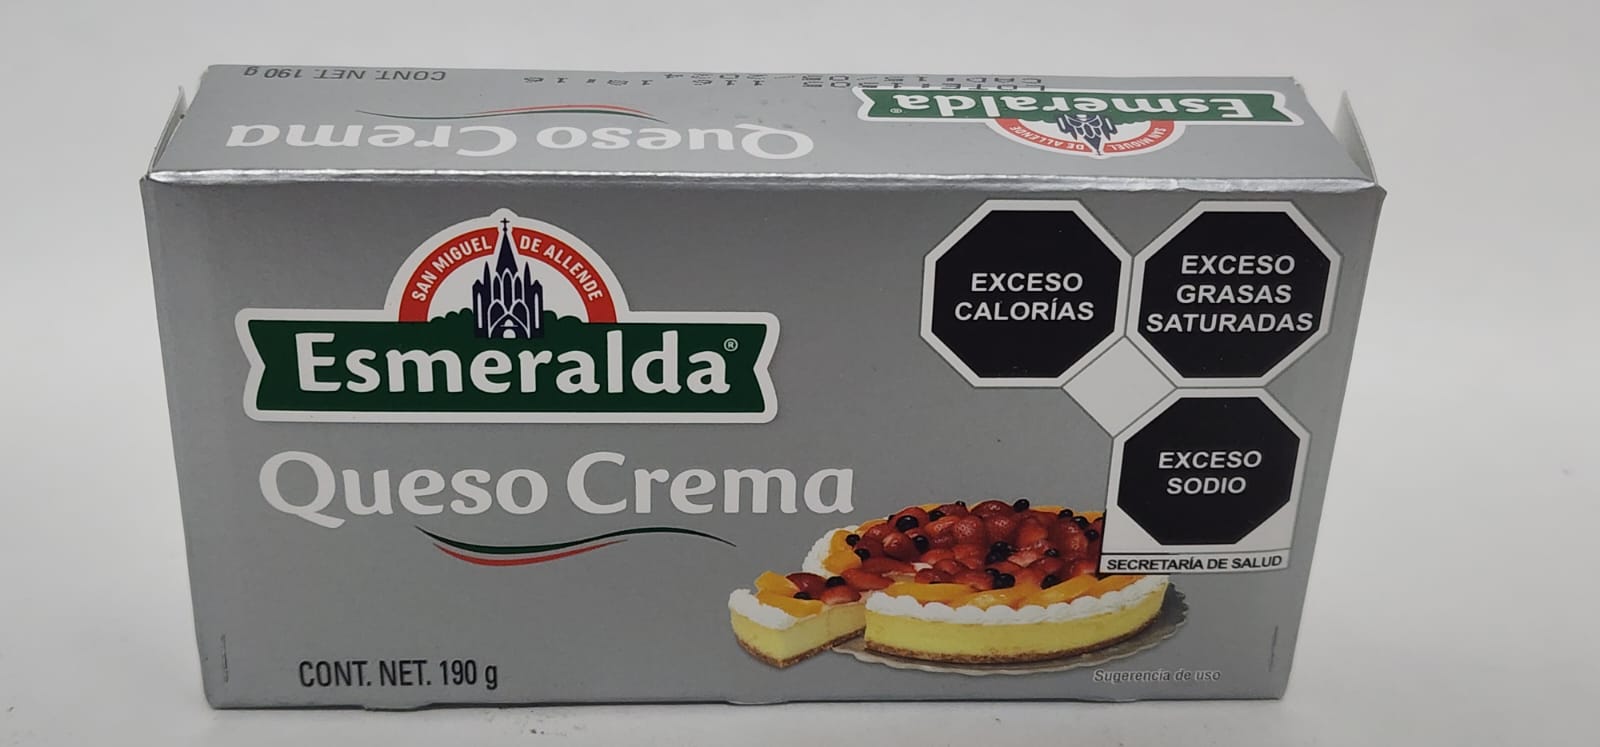 CONT. NET. 190 g
Queso Crema
Esmeralda®
SAN MIGUEL DE ALLENDE
SAN MIGUEL DE ALLENDE
Esmeralda®
Queso Crema
CONT. NET. 190 g
EXCESO
CALORÍAS
EXCESO
GRASAS
SATURADAS
EXCESO
SODIO
SECRETARÍA DE SALUD
Sugerencia de uso